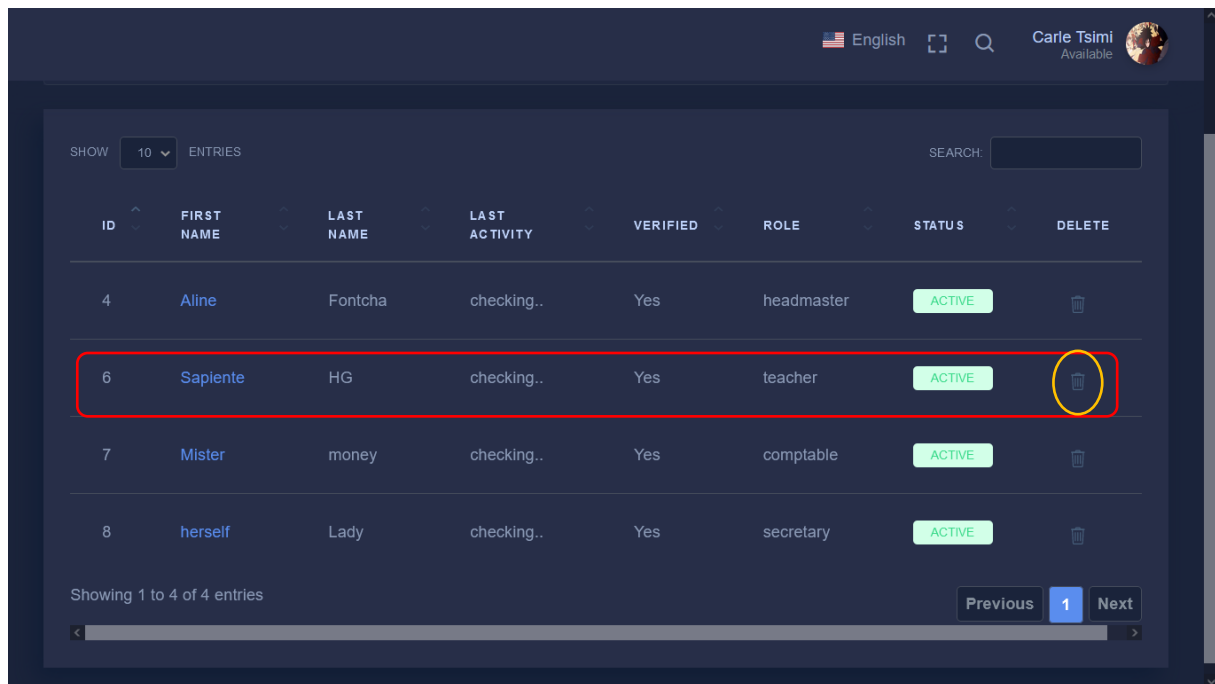 English
Carle Tsimi
Available
SHOW 10 ENTRIES SEARCH:
ID FIRST NAME LAST NAME LAST ACTIVITY VERIFIED ROLE STATUS DELETE
4 Aline Fontcha checking.. Yes headmaster ACTIVE
6 Sapiente HG checking.. Yes teacher ACTIVE
7 Mister money checking.. Yes comptable ACTIVE
8 herself Lady checking.. Yes secretary ACTIVE
Showing 1 to 4 of 4 entries
Previous 1 Next